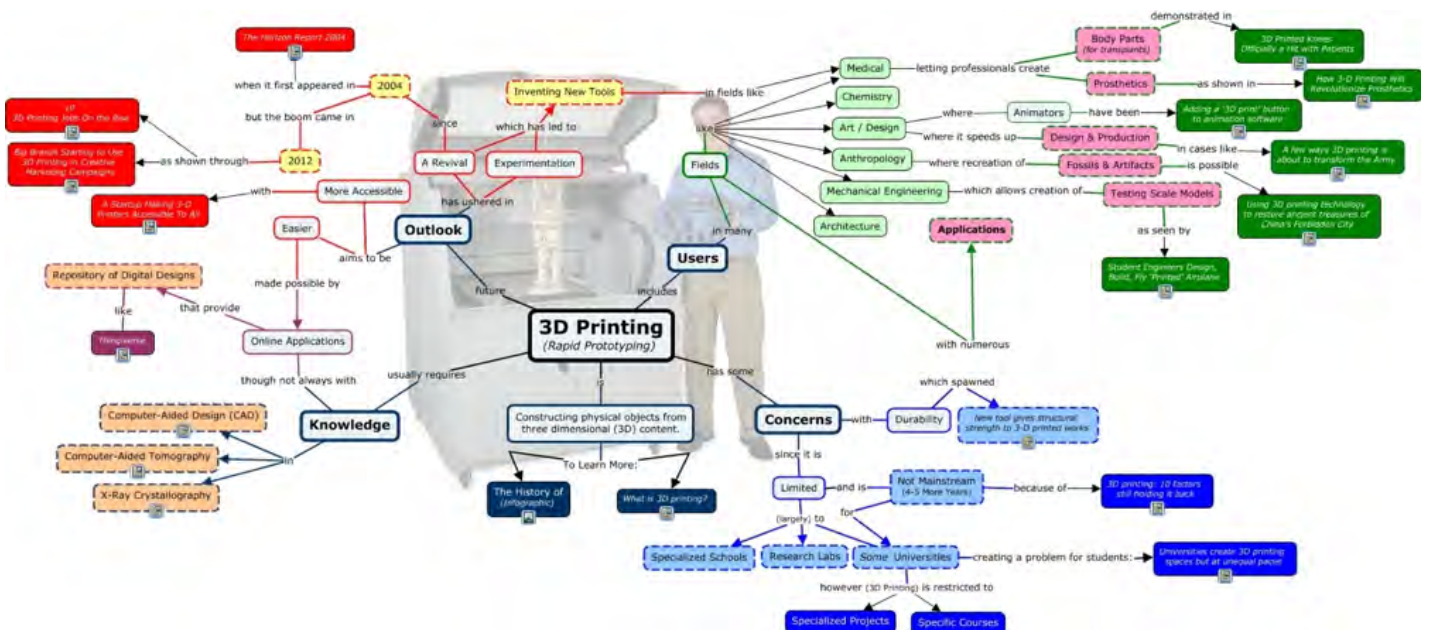 The Horizon Report 2004
when it first appeared in
2004
but the boom came in
3D Printing Jobs On the Rise
Big Brands Starting to Use
3D Printing in Creative
Marketing Campaigns
as shown through
2012
since
A Revival
which has led to
Inventing New Tools
Experimentation
has ushered in
in fields like
with
More Accessible
A Startup Making 3-D
Printers Accessible To All
Easier
aims to be
Outlook
future
made possible by
Repository of Digital Designs
that provide
like
Thingiverse
Online Applications
though not always with
like
Fields
in many
Users
includes
Medical
letting professionals create
Body Parts
(for transplants)
demonstrated in
3D Printed Knees
Officially a Hit with Patients
Prosthetics
as shown in
How 3-D Printing Will
Revolutionize Prosthetics
Chemistry
Art / Design
where
Animators
have been
Adding a '3D print' button
to animation software
where it speeds up
Design & Production
in cases like
A few ways 3D printing is
about to transform the Army
Anthropology
where recreation of
Fossils & Artifacts
is possible
Using 3D printing technology
to restore ancient treasures of
China's Forbidden City
Mechanical Engineering
which allows creation of
Testing Scale Models
as seen by
Student Engineers Design,
Build, Fly "Printed" Airplane
Architecture
Applications
with numerous
3D Printing
(Rapid Prototyping)
usually requires
Knowledge
in
Computer-Aided Design (CAD)
Computer-Aided Tomography
X-Ray Crystallography
is
Constructing physical objects from
three dimensional (3D) content.
To Learn More:
The History of
(Infographic)
What is 3D printing?
has some
Concerns
with
Durability
which spawned
New tool gives structural
strength to 3-D printed works
since it is
Limited
and is
Not Mainstream
(4-5 More Years)
because of
3D printing: 10 factors
still holding it back
for
(largely) to
Specialized Schools
Research Labs
Some Universities
creating a problem for students:
Universities create 3D printing
spaces but at unequal paces
however (3D Printing) is restricted to
Specialized Projects
Specific Courses